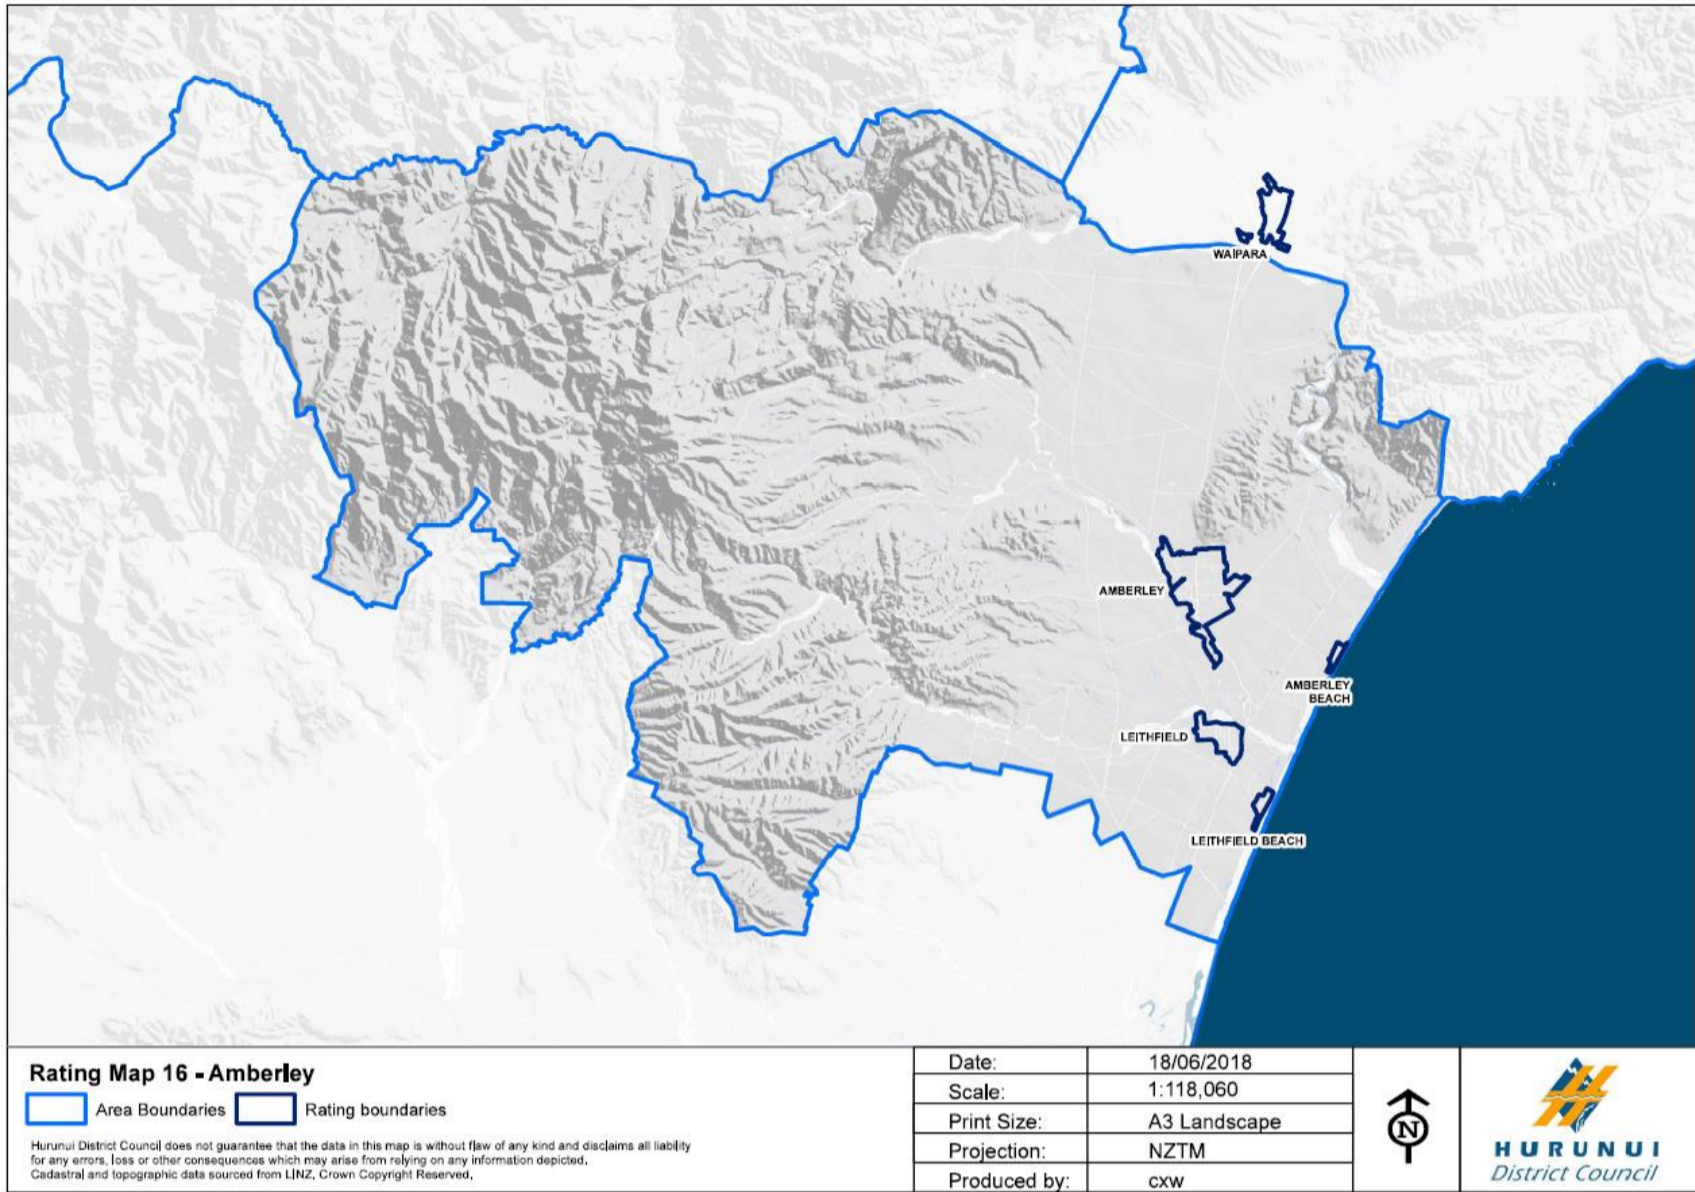 WAIPARA
AMBERLEY
AMBERLEY
BEACH
LEITHFIELD
LEITHFIELD BEACH
Rating Map 16 - Amberley
Area Boundaries Rating boundaries
Hurunui District Council does not guarantee that the data in this map is without flaw of any kind and disclaims all liability
for any errors, loss or other consequences which may arise from relying on any information depicted.
Cadastral and topographic data sourced from LINZ, Crown Copyright Reserved.
Date: 18/06/2018
Scale: 1:118,060
Print Size: A3 Landscape
Projection: NZTM
Produced by: cxw
N
HURUNUI
District Council